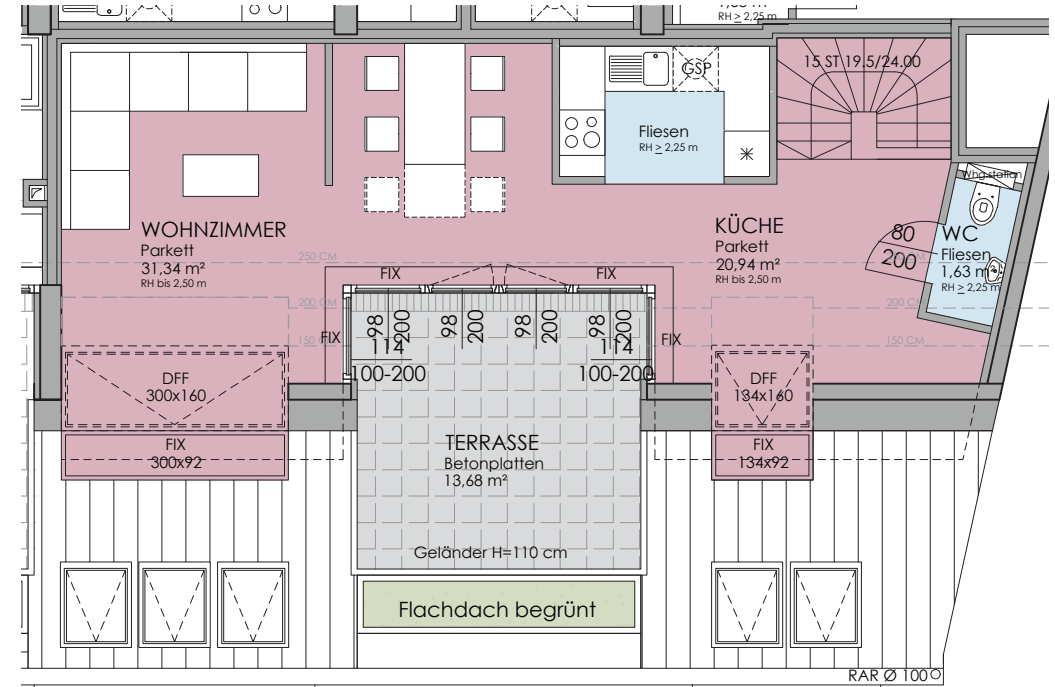 RH ≥ 2,25 m
15 ST 19.5/24.00
GSP
Fliesen
RH ≥ 2,25 m
Whg.station
WOHNZIMMER
Parkett
31,34 m²
RH bis 2,50 m
KÜCHE
Parkett
20,94 m²
RH bis 2,50 m
80
200
WC
Fliesen
1,63 m²
RH ≥ 2,25 m
250 CM
250 CM
FIX
FIX
200 CM
200 CM
150 CM
150 CM
FIX
FIX
98
200
98
200
98
200
98
200
114
100-200
114
100-200
DFF
300x160
DFF
134x160
FIX
300x92
FIX
134x92
TERRASSE
Betonplatten
13,68 m²
Geländer H=110 cm
Flachdach begrünt
RAR Ø 100